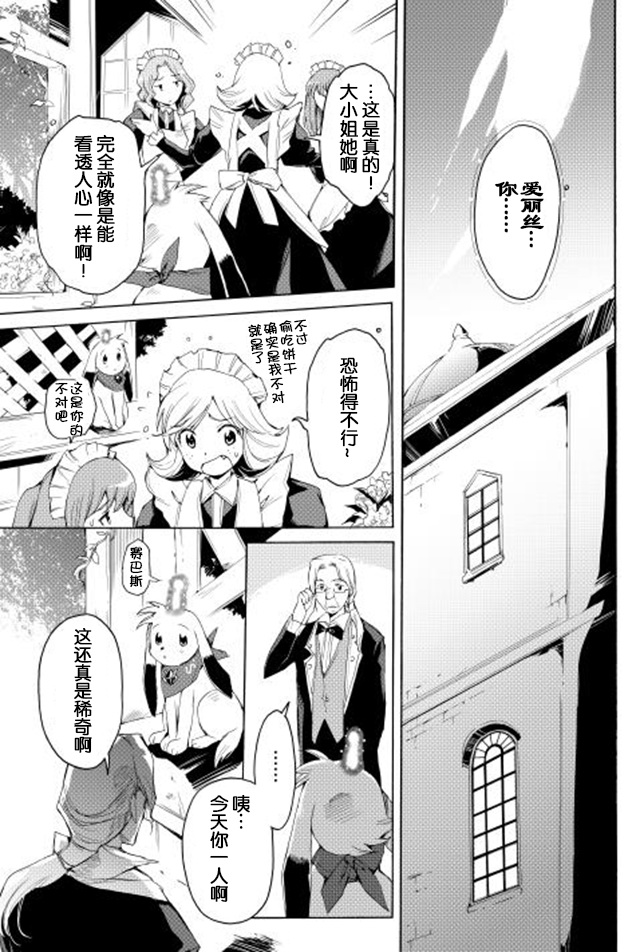 爱丽丝…
你……
…这是真的！
大小姐她啊
完全就像是能
看透人心一样啊！
恐怖得不行~
不过
偷吃饼干
确实是我不对
就是了
这是你的
不对吧
……
咦…
今天你一人啊
赛巴斯
这还真是稀奇啊